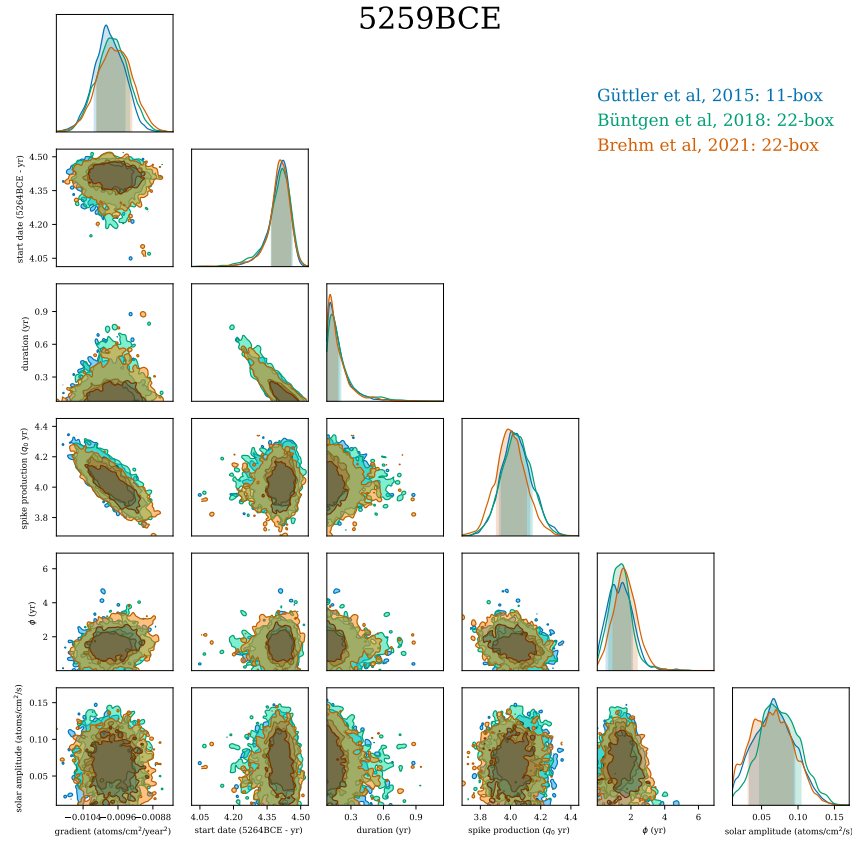 5259BCE
Güttler et al, 2015: 11-box
Büntgen et al, 2018: 22-box
Brehm et al, 2021: 22-box
start date (5264BCE - yr)
4.50
4.35
4.20
4.05
duration (yr)
0.9
0.6
0.3
spike production (q₀ yr)
4.4
4.2
4.0
3.8
ϕ (yr)
6
4
2
solar amplitude (atoms/cm²/s)
0.15
0.10
0.05
−0.0104 −0.0096 −0.0088
4.05 4.20 4.35 4.50
0.3 0.6 0.9
3.8 4.0 4.2 4.4
2 4 6
0.05 0.10 0.15
gradient (atoms/cm²/year²)
start date (5264BCE - yr)
duration (yr)
spike production (q₀ yr)
ϕ (yr)
solar amplitude (atoms/cm²/s)